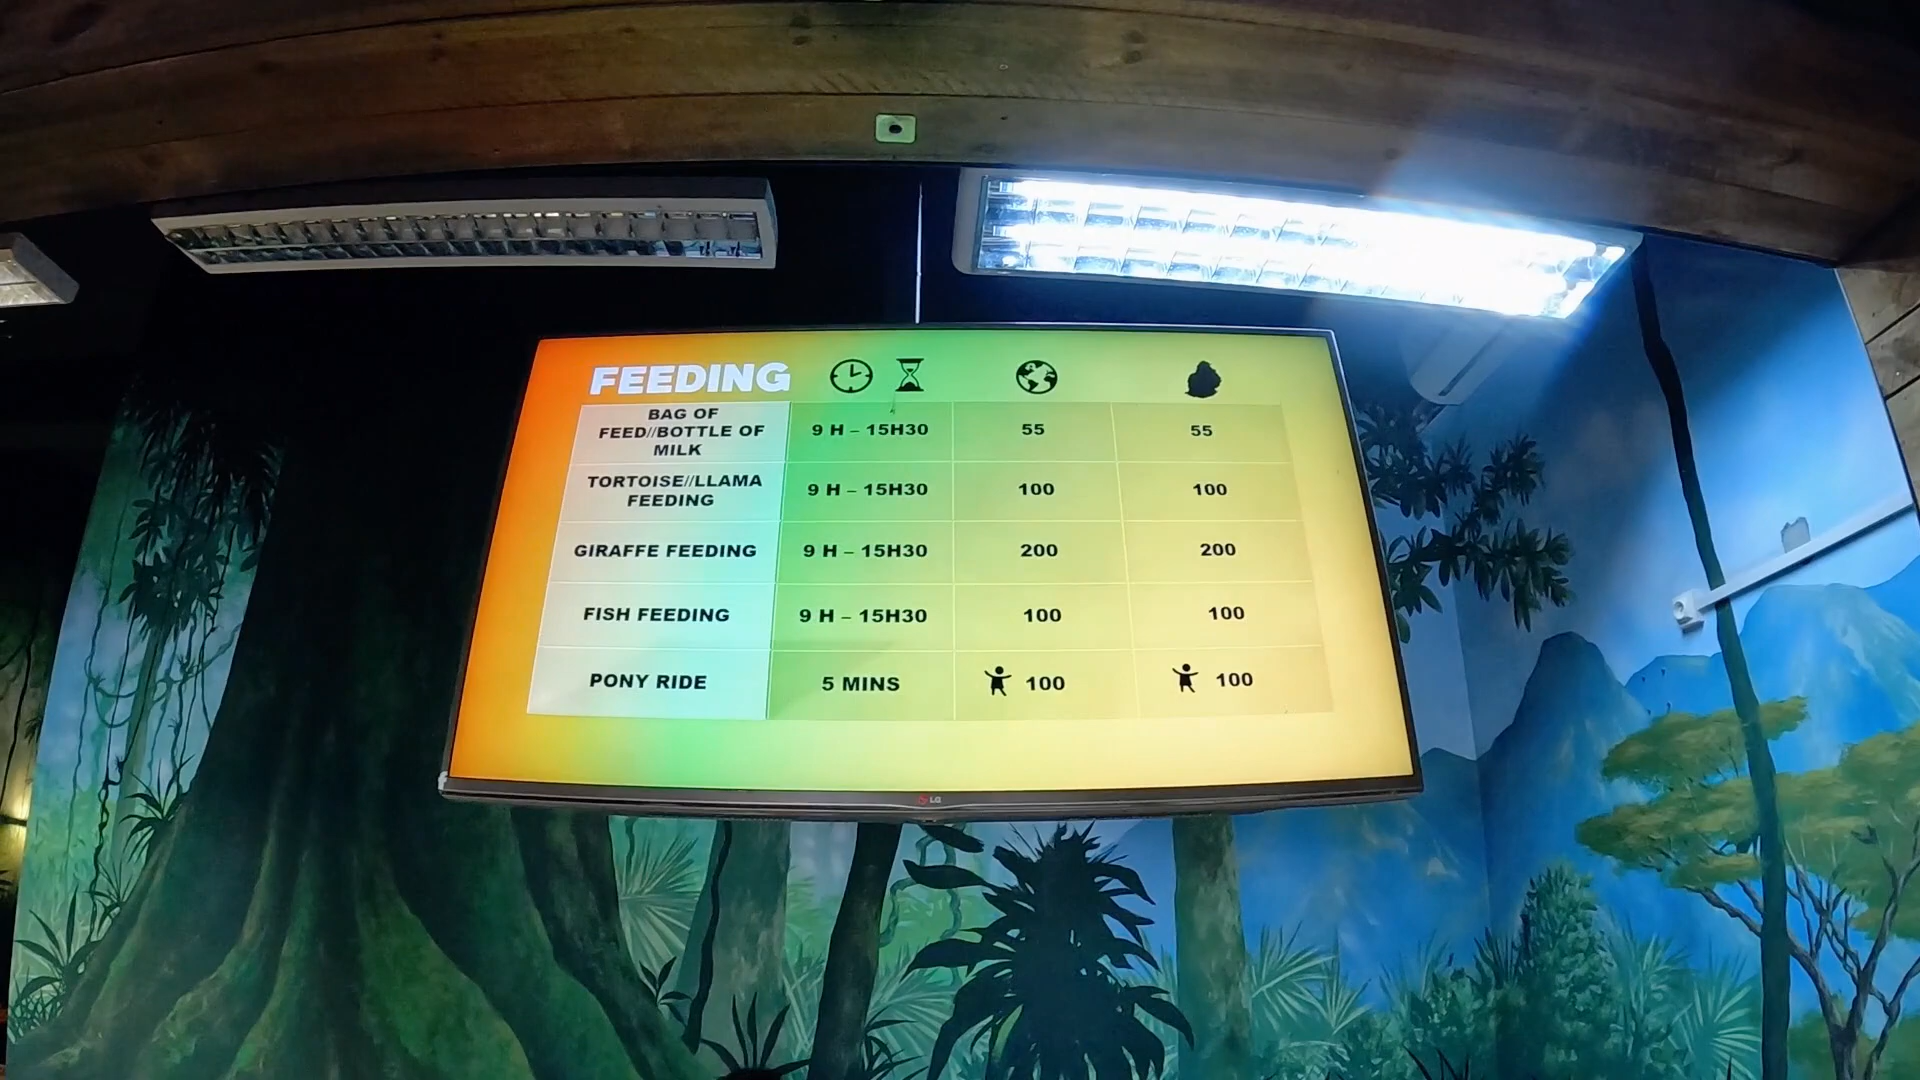 FEEDING
BAG OF
FEED//BOTTLE OF
MILK
9 H – 15H30
55
55
TORTOISE//LLAMA
FEEDING
9 H – 15H30
100
100
GIRAFFE FEEDING
9 H – 15H30
200
200
FISH FEEDING
9 H – 15H30
100
100
PONY RIDE
5 MINS
100
100
LG